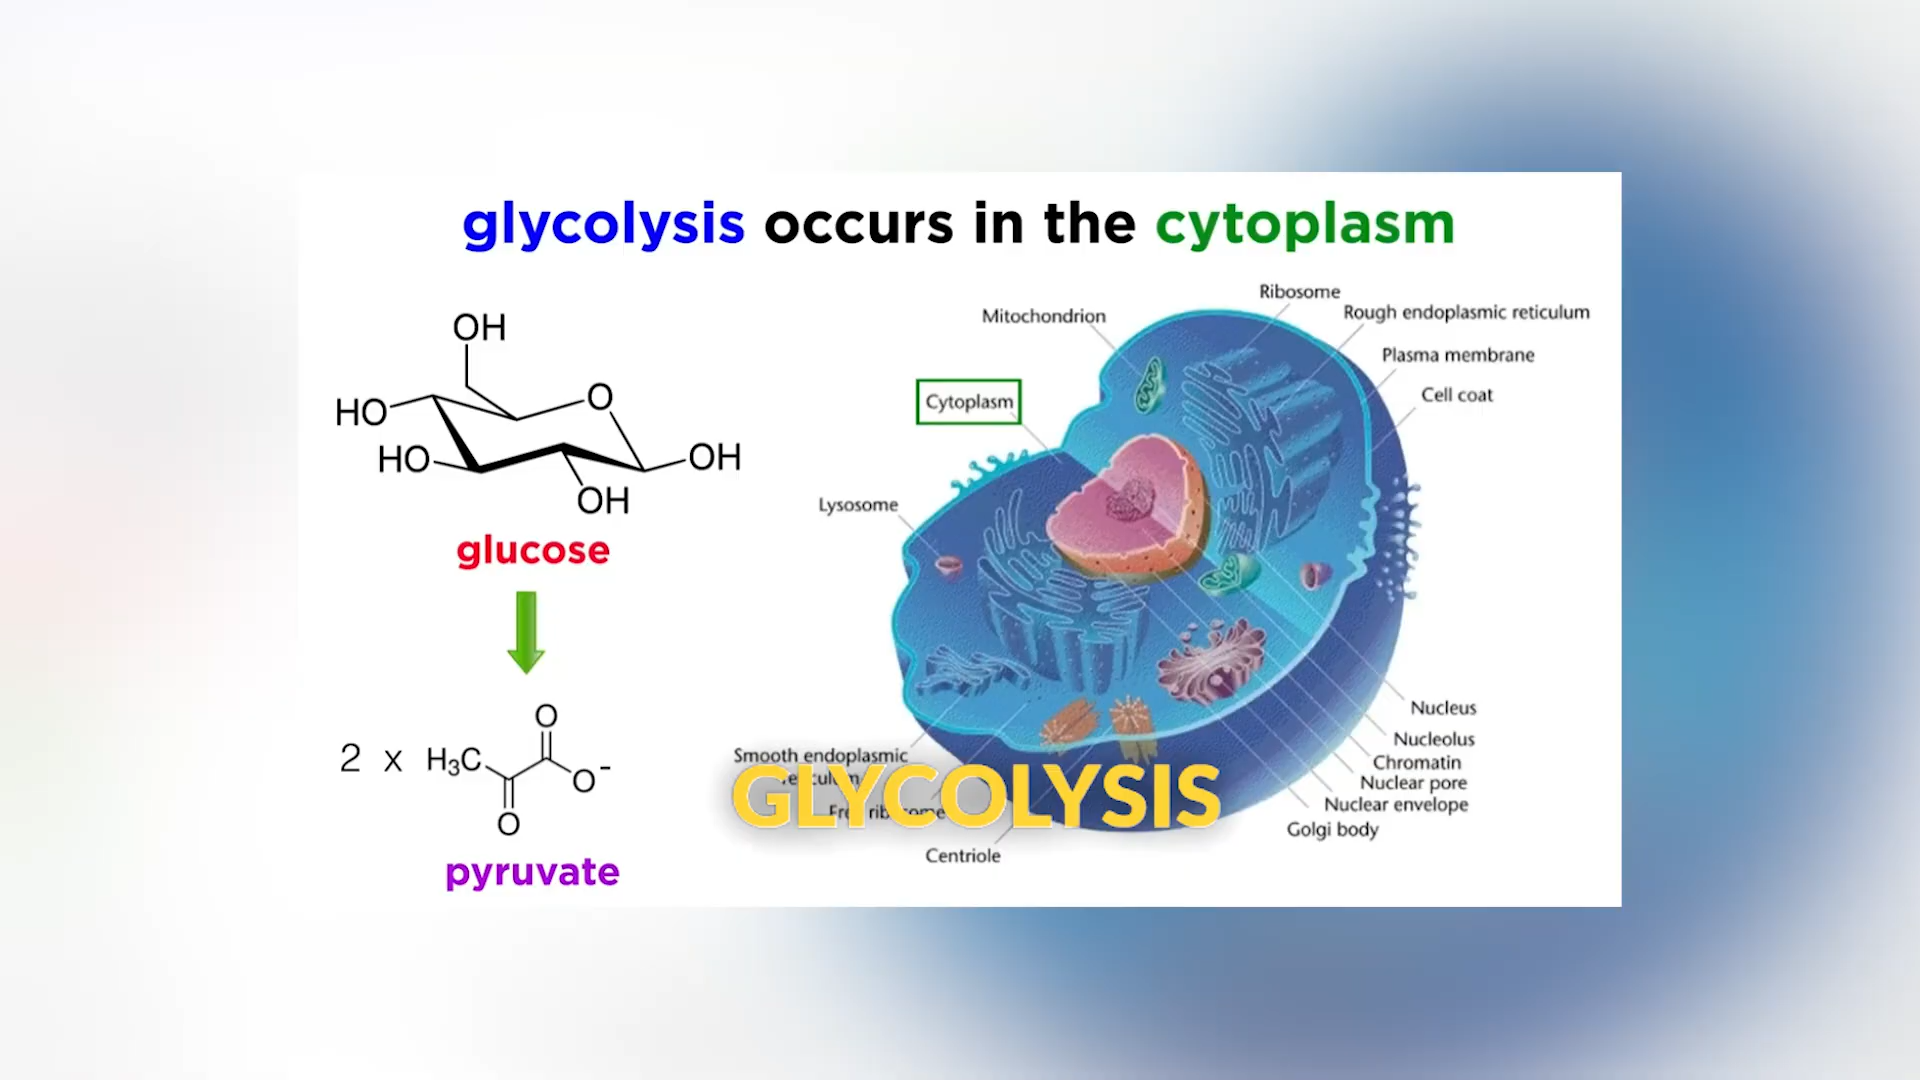 glycolysis occurs in the cytoplasm
OH
O
HO
HO
OH
OH
glucose
2 x H₃C
O
O-
O
pyruvate
Ribosome
Mitochondrion
Rough endoplasmic reticulum
Plasma membrane
Cell coat
Cytoplasm
Lysosome
Nucleus
Nucleolus
Chromatin
Nuclear pore
Nuclear envelope
Golgi body
Smooth endoplasmic
GLYCOLYSIS
Centriole